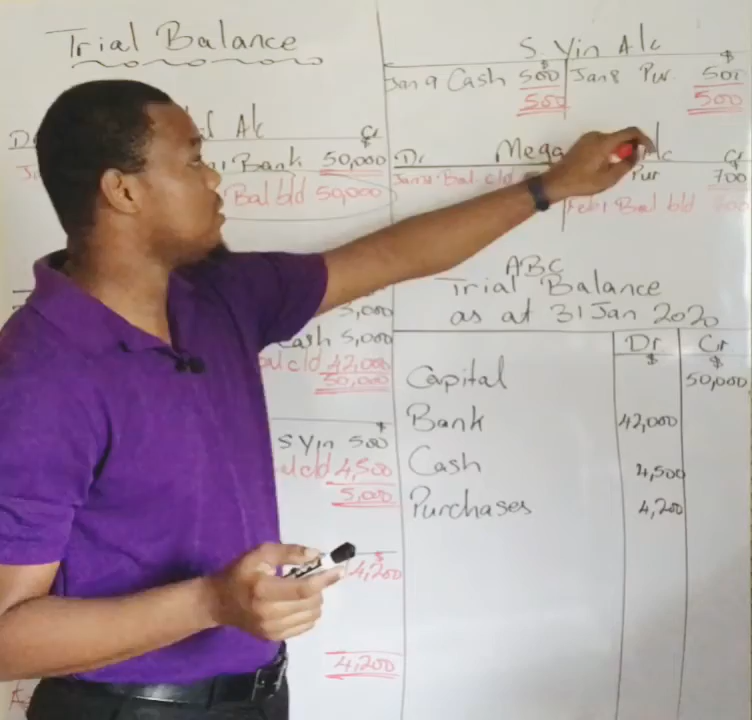 Trial Balance
A/c
Cr
Bank 50,000
Bal b/d 50,000
3,000
Cash 5,000
c/d 42,000
50,000
$
S Yin 500
c/d 4,500
5,000
$
4,200
4,200
S. Yin A/c
$ $
Jan 9 Cash 500 Jan 8 Pur. 500
500 500
Dr Mega A/c Cr
Bal c/d Pur 700
Feb 1 Bal b/d 700
ABC
Trial Balance
as at 31 Jan 2020
Dr Cr
$ $
Capital 50,000
Bank 42,000
Cash 4,500
Purchases 4,200